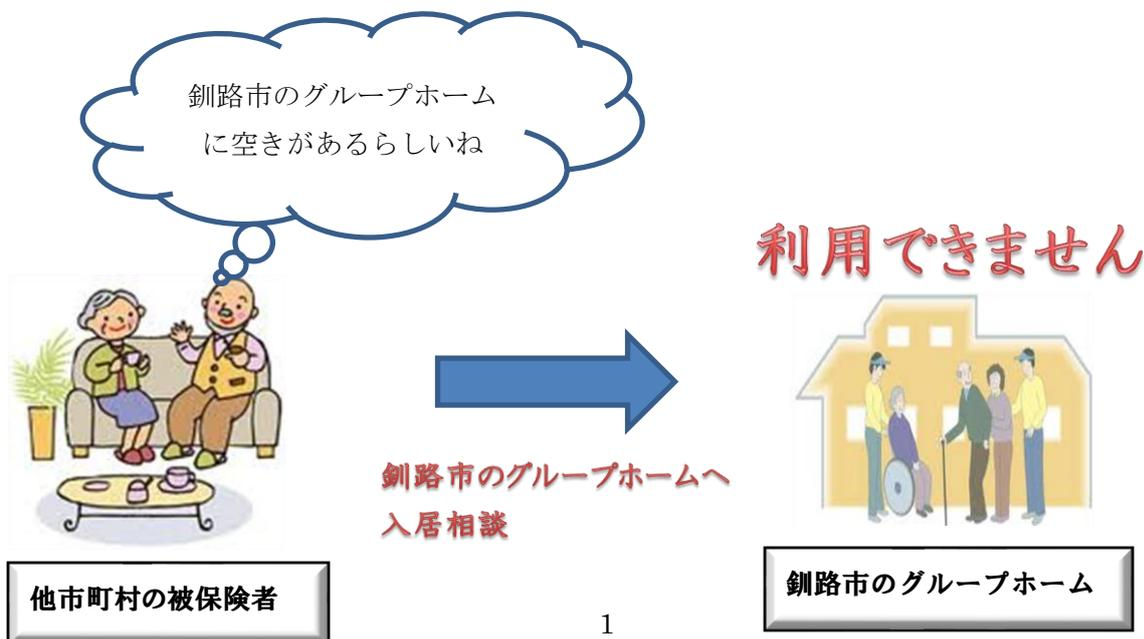 釧路市のグループホーム
に空きがあるらしいね
利用できません
釧路市のグループホームへ
入居相談
他市町村の被保険者
釧路市のグループホーム
1